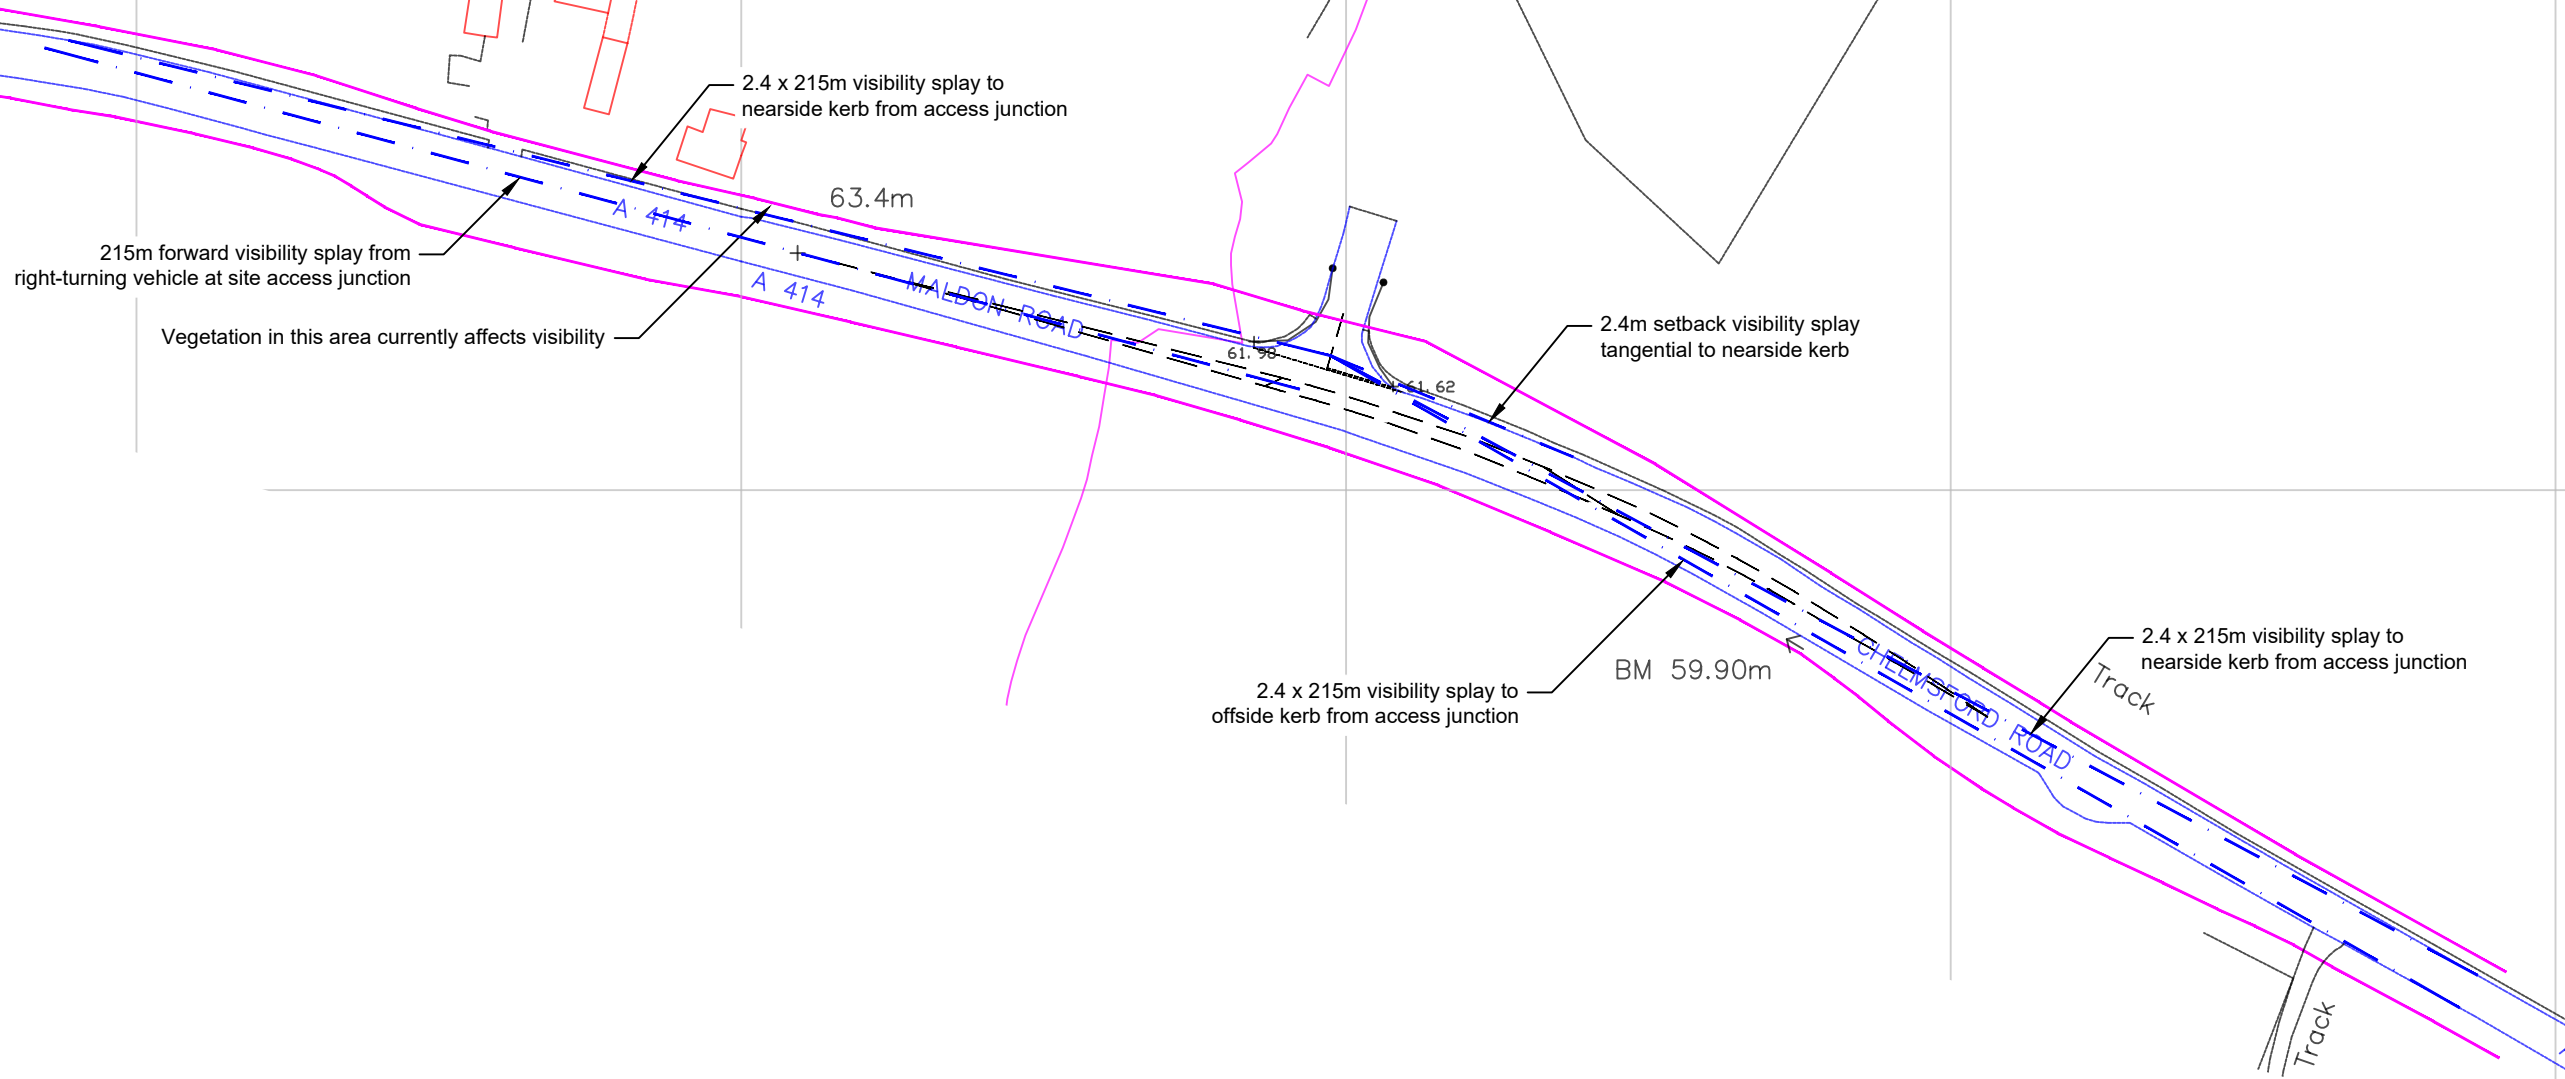 2.4 x 215m visibility splay to
nearside kerb from access junction
63.4m
A 414
215m forward visibility splay from
right-turning vehicle at site access junction
A 414
MALDON ROAD
Vegetation in this area currently affects visibility
2.4m setback visibility splay
tangential to nearside kerb
61.98
61.62
2.4 x 215m visibility splay to
nearside kerb from access junction
BM 59.90m
CHELMSFORD ROAD
Track
2.4 x 215m visibility splay to
offside kerb from access junction
Track